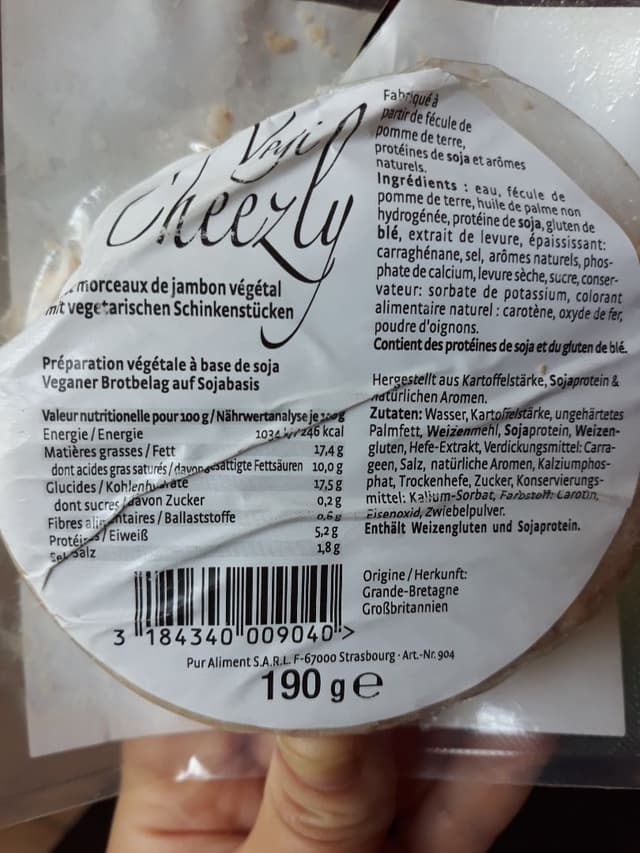 Cheezly
morceaux de jambon végétal
mit vegetarischen Schinkenstücken
Préparation végétale à base de soja
Veganer Brotbelag auf Sojabasis
Valeur nutritionelle pour 100 g / Nährwertanalyse je 100g
Energie / Energie 1034 246 kcal
Matières grasses / Fett 17,4 g
dont acides gras saturés / davon gesättigte Fettsäuren 10,0 g
Glucides / Kohlenhydrate 17,5 g
dont sucres / davon Zucker 0,2 g
Fibres alimentaires / Ballaststoffe 0,6 g
/ Eiweiß 5,2 g
Sel Salz 1,8 g
3 184340 009040 >
Fabriqué à
partir de fécule de
pomme de terre,
protéines de soja et arômes
naturels.
Ingrédients : eau, fécule de
pomme de terre, huile de palme non
hydrogénée, protéine de soja, gluten de
blé, extrait de levure, épaississant:
carraghénane, sel, arômes naturels, phos-
phate de calcium, levure sèche, sucre, conser-
vateur: sorbate de potassium, colorant
alimentaire naturel : carotène, oxyde de fer,
poudre d'oignons.
Contient des protéines de soja et du gluten de blé.
Hergestellt aus Kartoffelstärke, Sojaprotein &
natürlichen Aromen.
Zutaten: Wasser, Kartoffelstärke, ungehärtetes
Palmfett, Weizenmehl, Sojaprotein, Weizen-
gluten, Hefe-Extrakt, Verdickungsmittel: Carra-
geen, Salz, natürliche Aromen, Kalziumphos-
phat, Trockenhefe, Zucker, Konservierungs-
mittel: Kalium-Sorbat, Farbstoff: Carotin,
Eisenoxid, Zwiebelpulver.
Enthält Weizengluten und Sojaprotein.
Origine / Herkunft:
Grande-Bretagne
Großbritannien
Pur Aliment S.A.R.L. F-67000 Strasbourg · Art.-Nr. 904
190 g e